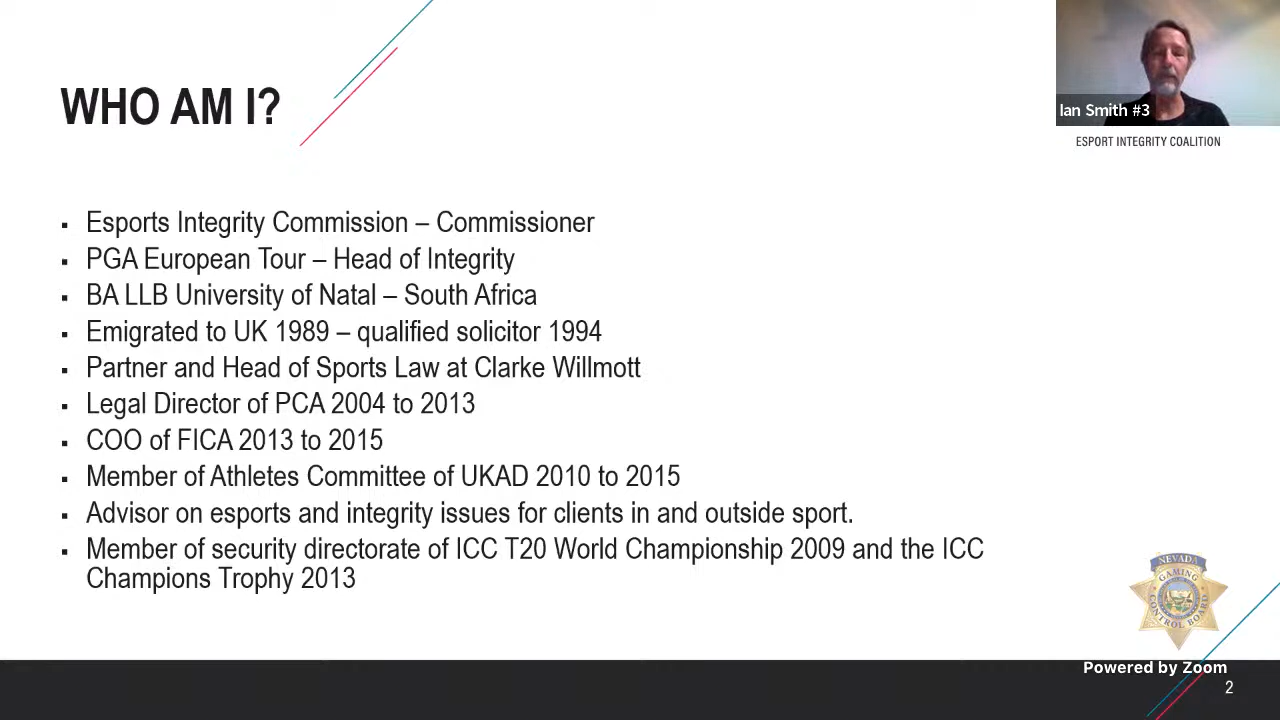 WHO AM I?
Ian Smith #3
ESPORT INTEGRITY COALITION
▪ Esports Integrity Commission – Commissioner
▪ PGA European Tour – Head of Integrity
▪ BA LLB University of Natal – South Africa
▪ Emigrated to UK 1989 – qualified solicitor 1994
▪ Partner and Head of Sports Law at Clarke Willmott
▪ Legal Director of PCA 2004 to 2013
▪ COO of FICA 2013 to 2015
▪ Member of Athletes Committee of UKAD 2010 to 2015
▪ Advisor on esports and integrity issues for clients in and outside sport.
▪ Member of security directorate of ICC T20 World Championship 2009 and the ICC
Champions Trophy 2013
NEVADA
GAMING
CONTROL BOARD
Powered by Zoom
2